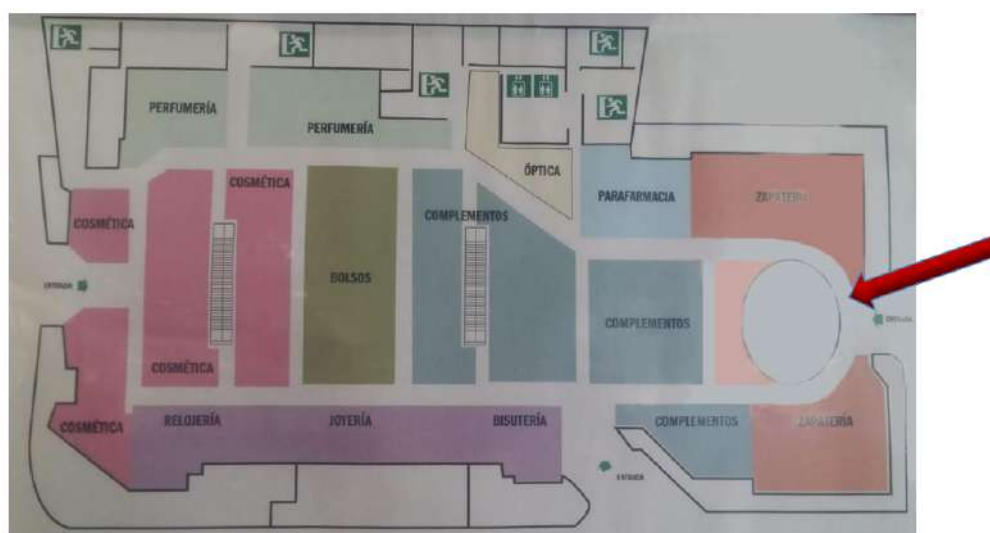 PERFUMERÍA
PERFUMERÍA
ÓPTICA
COSMÉTICA
COSMÉTICA
COMPLEMENTOS
PARAFARMACIA
ZAPATERÍA
BOLSOS
ENTRADA
COMPLEMENTOS
ENTRADA
COSMÉTICA
COSMÉTICA
RELOJERÍA
JOYERÍA
BISUTERÍA
COMPLEMENTOS
ZAPATERÍA
ENTRADA